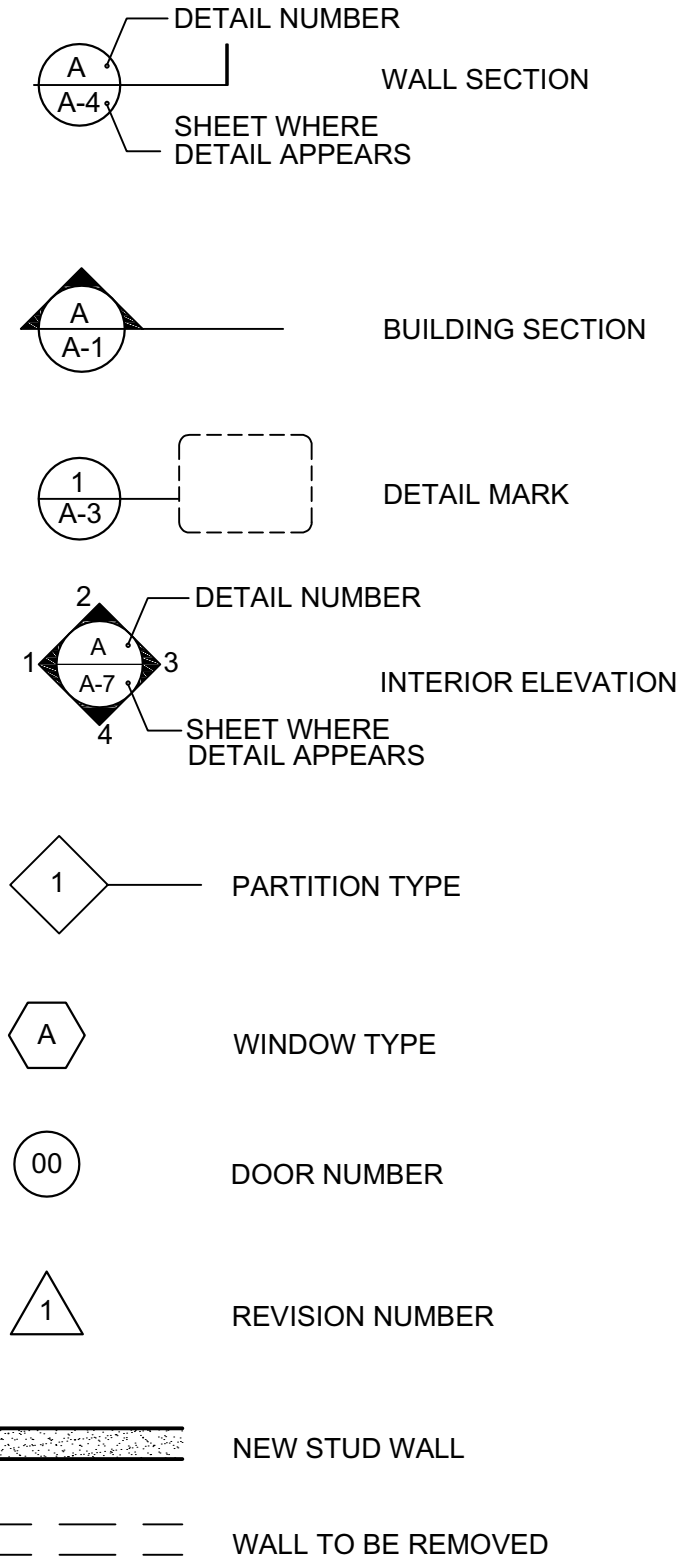 DETAIL NUMBER
A
WALL SECTION
A-4
SHEET WHERE
DETAIL APPEARS
A
A-1
BUILDING SECTION
1
A-3
DETAIL MARK
2
DETAIL NUMBER
A
1
3
A-7
INTERIOR ELEVATION
4
SHEET WHERE
DETAIL APPEARS
1
PARTITION TYPE
A
WINDOW TYPE
00
DOOR NUMBER
1
REVISION NUMBER
NEW STUD WALL
WALL TO BE REMOVED